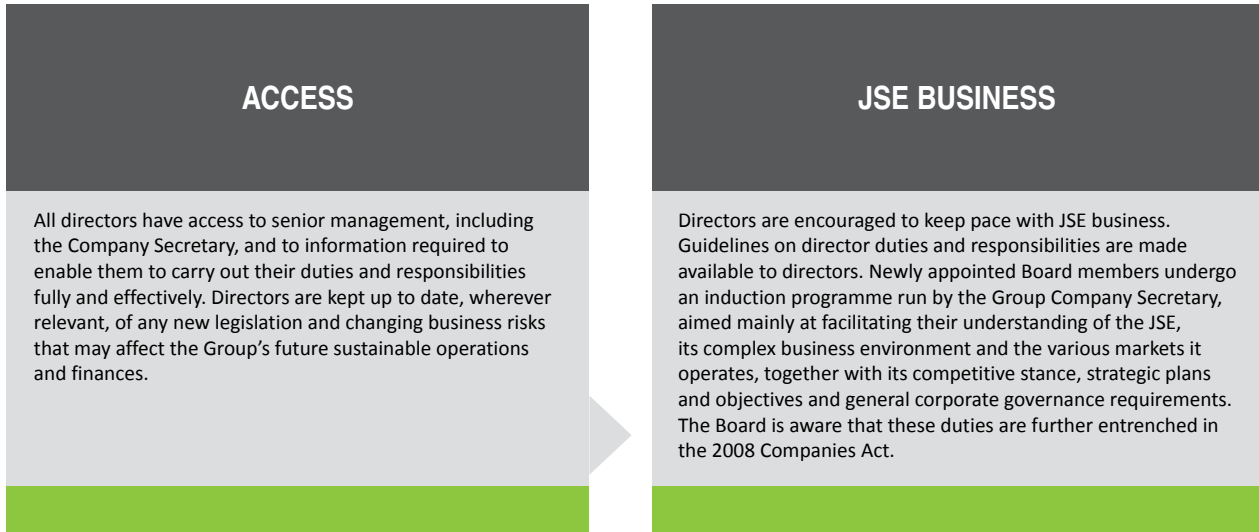 ACCESS
All directors have access to senior management, including
the Company Secretary, and to information required to
enable them to carry out their duties and responsibilities
fully and effectively. Directors are kept up to date, wherever
relevant, of any new legislation and changing business risks
that may affect the Group’s future sustainable operations
and finances.
JSE BUSINESS
Directors are encouraged to keep pace with JSE business.
Guidelines on director duties and responsibilities are made
available to directors. Newly appointed Board members undergo
an induction programme run by the Group Company Secretary,
aimed mainly at facilitating their understanding of the JSE,
its complex business environment and the various markets it
operates, together with its competitive stance, strategic plans
and objectives and general corporate governance requirements.
The Board is aware that these duties are further entrenched in
the 2008 Companies Act.